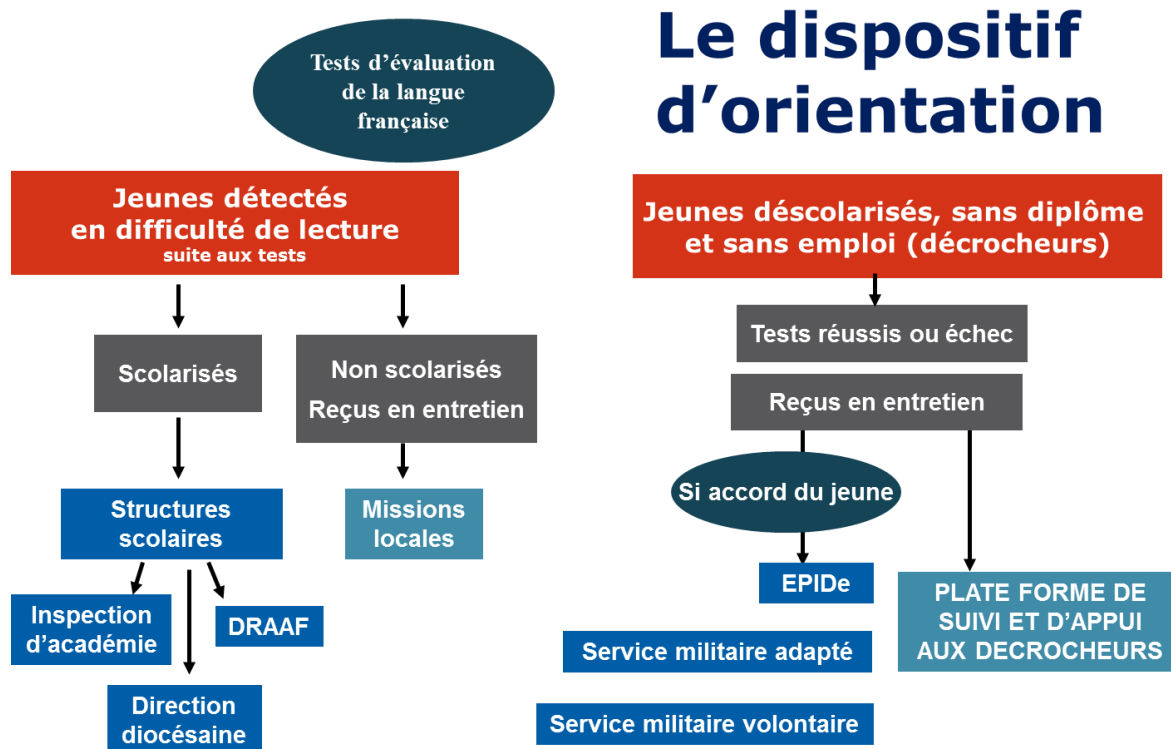 Le dispositif
d’orientation
Tests d’évaluation
de la langue
française
Jeunes détectés
en difficulté de lecture
suite aux tests
Scolarisés
Non scolarisés
Reçus en entretien
Structures
scolaires
Missions
locales
Inspection
d’académie
DRAAF
Direction
diocésaine
Jeunes déscolarisés, sans diplôme
et sans emploi (décrocheurs)
Tests réussis ou échec
Reçus en entretien
Si accord du jeune
EPIDe
Service militaire adapté
Service militaire volontaire
PLATE FORME DE
SUIVI ET D'APPUI
AUX DECROCHEURS